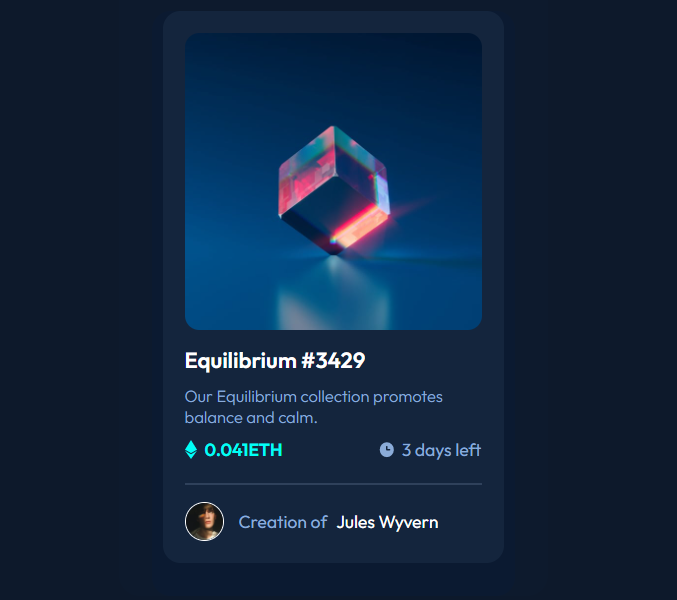 Equilibrium #3429
Our Equilibrium collection promotes
balance and calm.
0.041ETH 3 days left
Creation of Jules Wyvern